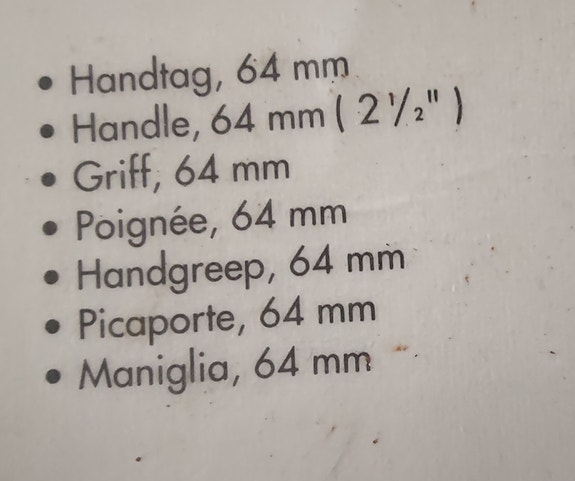 • Handtag, 64 mm
• Handle, 64 mm ( 2 1/2" )
• Griff, 64 mm
• Poignée, 64 mm
• Handgreep, 64 mm
• Picaporte, 64 mm
• Maniglia, 64 mm